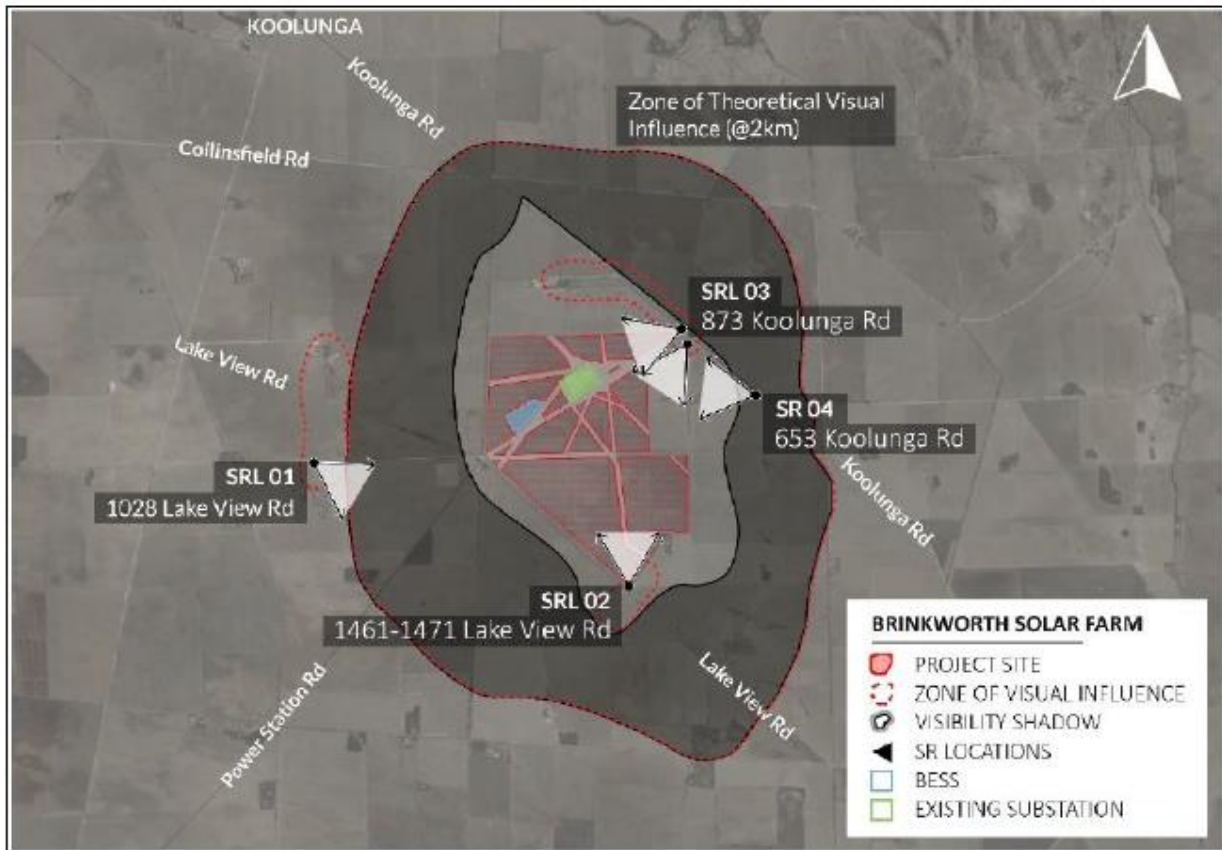 KOOLUNGA
Koolunga Rd
Collinsfield Rd
Zone of Theoretical Visual
Influence (@2km)
Lake View Rd
SRL 03
873 Koolunga Rd
SR 04
653 Koolunga Rd
SRL 01
1028 Lake View Rd
Koolunga Rd
SRL 02
1461-1471 Lake View Rd
Lake View Rd
Power Station Rd
BRINKWORTH SOLAR FARM
PROJECT SITE
ZONE OF VISUAL INFLUENCE
VISIBILITY SHADOW
SR LOCATIONS
BESS
EXISTING SUBSTATION